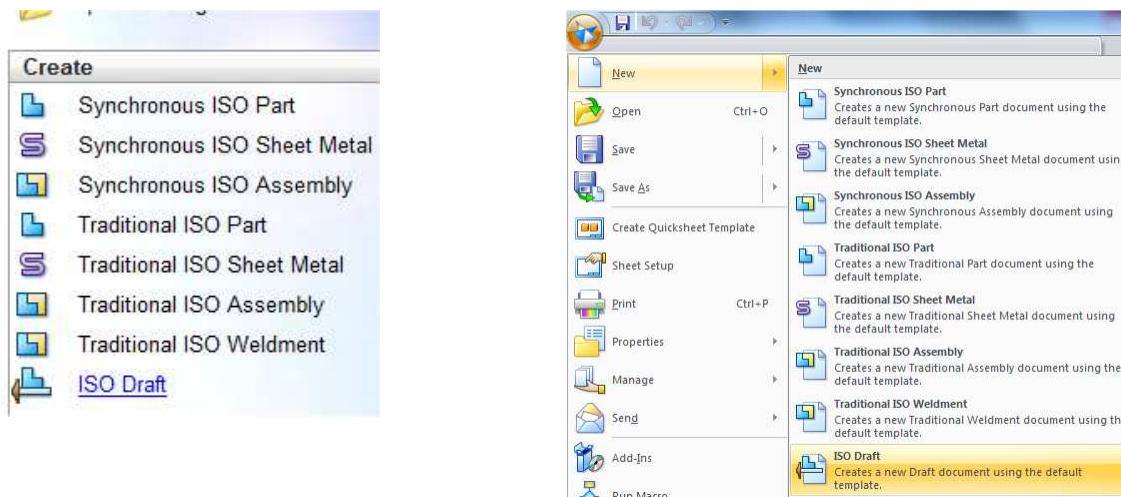 Create
Synchronous ISO Part
Synchronous ISO Sheet Metal
Synchronous ISO Assembly
Traditional ISO Part
Traditional ISO Sheet Metal
Traditional ISO Assembly
Traditional ISO Weldment
ISO Draft
New
Open Ctrl+O
Save
Save As
Create Quicksheet Template
Sheet Setup
Print Ctrl+P
Properties
Manage
Send
Add-Ins
Run Macro
New
Synchronous ISO Part
Creates a new Synchronous Part document using the
default template.
Synchronous ISO Sheet Metal
Creates a new Synchronous Sheet Metal document usin
the default template.
Synchronous ISO Assembly
Creates a new Synchronous Assembly document using
the default template.
Traditional ISO Part
Creates a new Traditional Part document using the
default template.
Traditional ISO Sheet Metal
Creates a new Traditional Sheet Metal document using
the default template.
Traditional ISO Assembly
Creates a new Traditional Assembly document using the
default template.
Traditional ISO Weldment
Creates a new Traditional Weldment document using th
default template.
ISO Draft
Creates a new Draft document using the default
template.